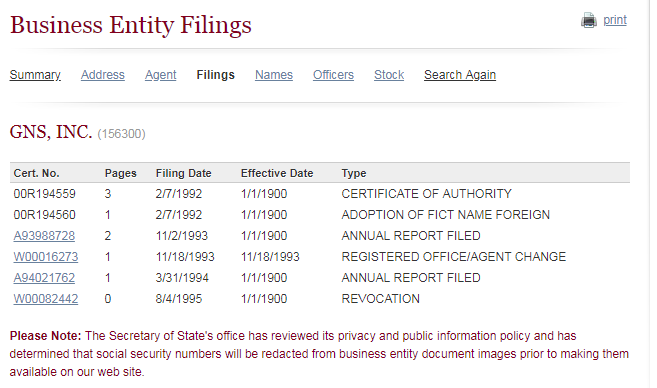 Business Entity Filings
print
Summary Address Agent Filings Names Officers Stock Search Again
GNS, INC. (156300)
Cert. No. Pages Filing Date Effective Date Type
00R194559 3 2/7/1992 1/1/1900 CERTIFICATE OF AUTHORITY
00R194560 1 2/7/1992 1/1/1900 ADOPTION OF FICT NAME FOREIGN
A93988728 2 11/2/1993 1/1/1900 ANNUAL REPORT FILED
W00016273 1 11/18/1993 11/18/1993 REGISTERED OFFICE/AGENT CHANGE
A94021762 1 3/31/1994 1/1/1900 ANNUAL REPORT FILED
W00082442 0 8/4/1995 1/1/1900 REVOCATION
Please Note: The Secretary of State's office has reviewed its privacy and public information policy and has
determined that social security numbers will be redacted from business entity document images prior to making them
available on our web site.